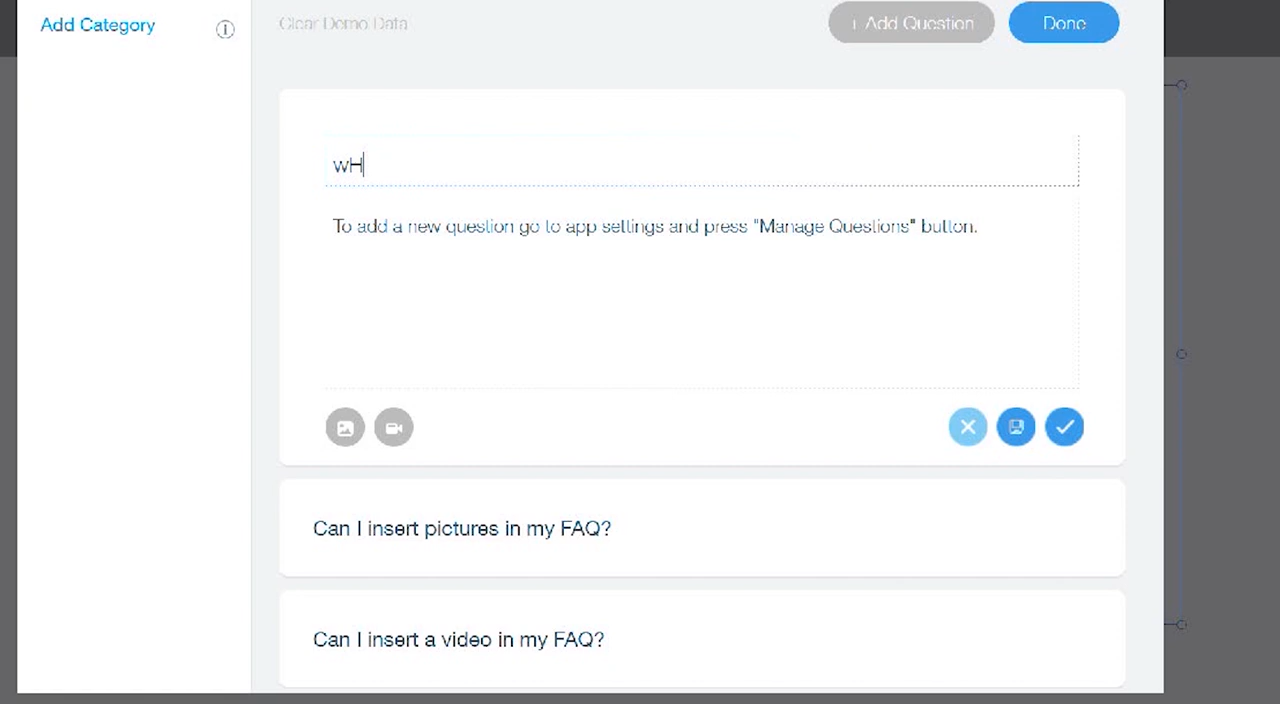 Add Category
Clear Demo Data
+ Add Question
Done
wH
To add a new question go to app settings and press "Manage Questions" button.
Can I insert pictures in my FAQ?
Can I insert a video in my FAQ?